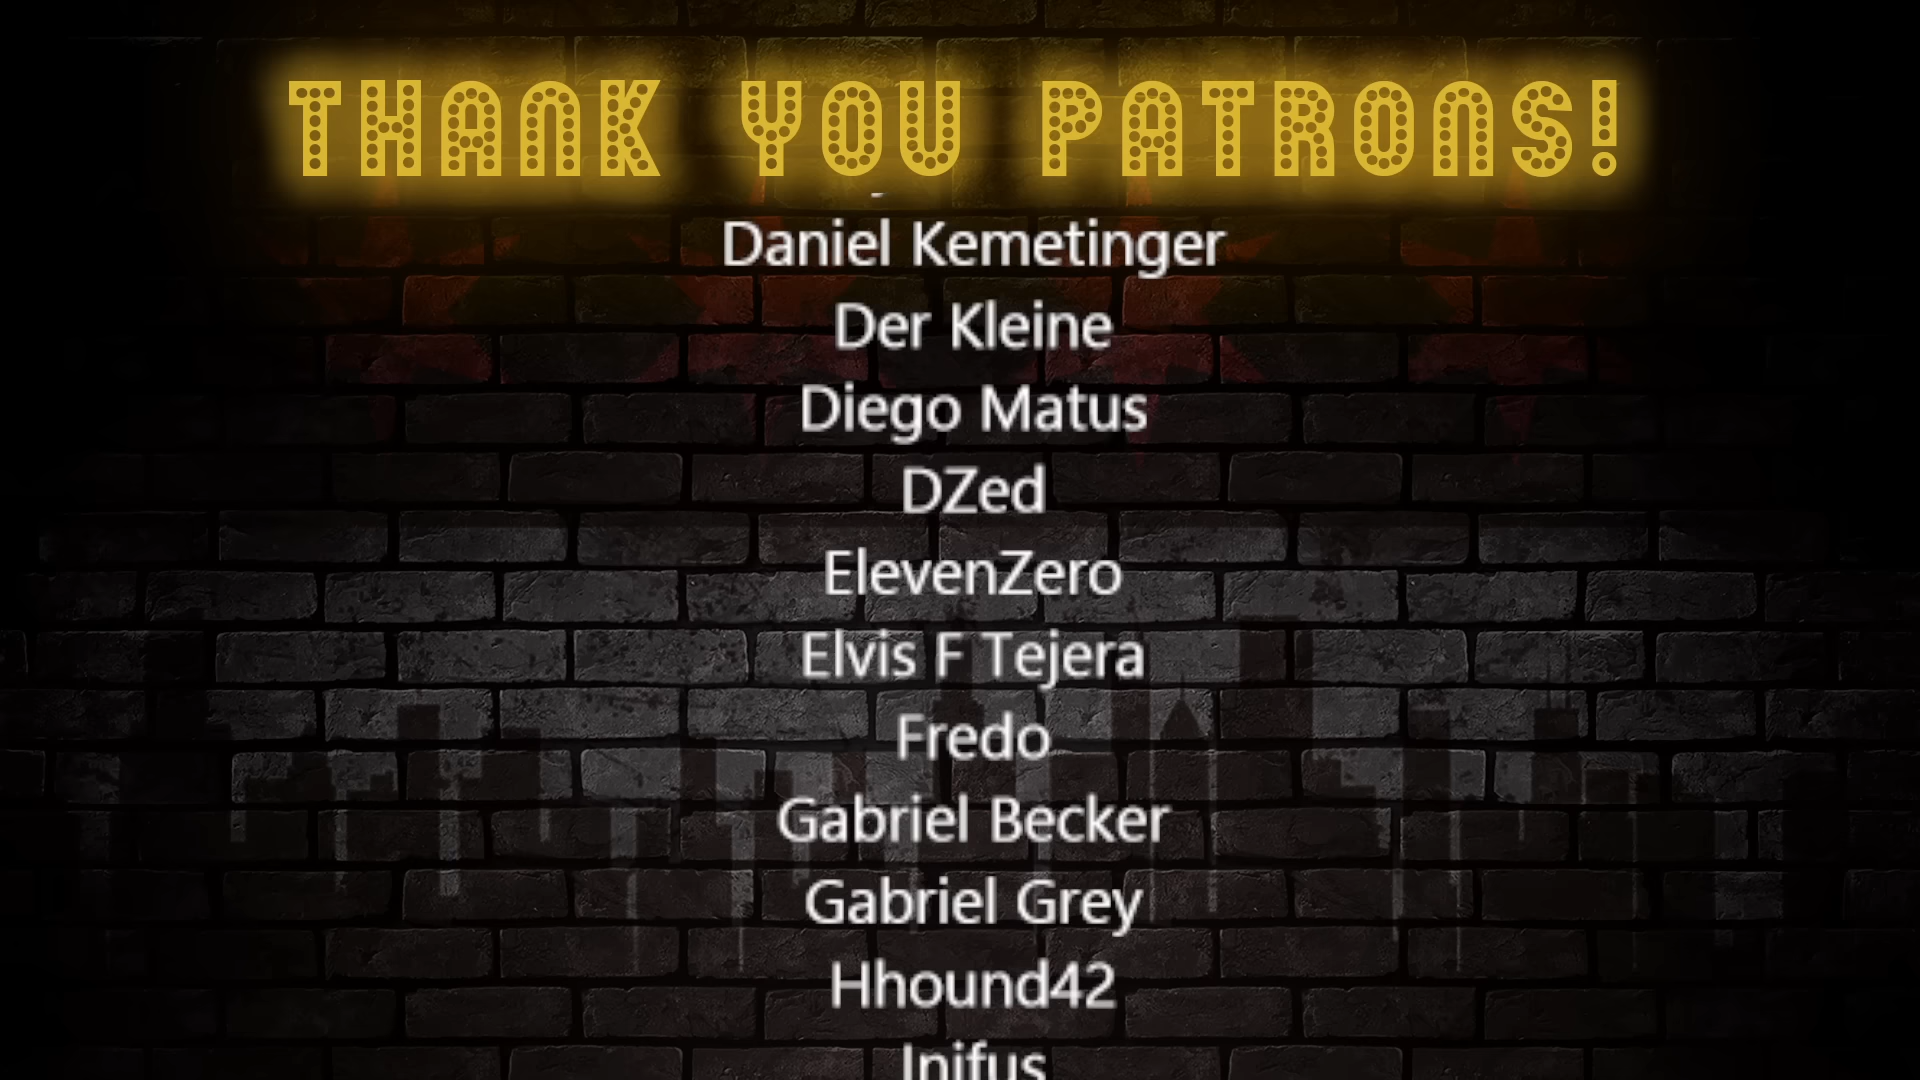 THANK YOU PATRONS!
Daniel Kemetinger
Der Kleine
Diego Matus
DZed
ElevenZero
Elvis F Tejera
Fredo
Gabriel Becker
Gabriel Grey
Hhound42
Inifus